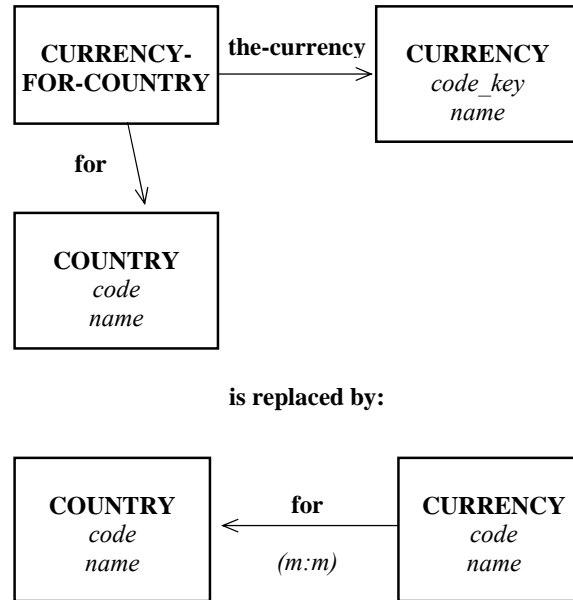 CURRENCY-
FOR-COUNTRY
the-currency
CURRENCY
code_key
name
for
COUNTRY
code
name
is replaced by:
COUNTRY
code
name
for
(m:m)
CURRENCY
code
name